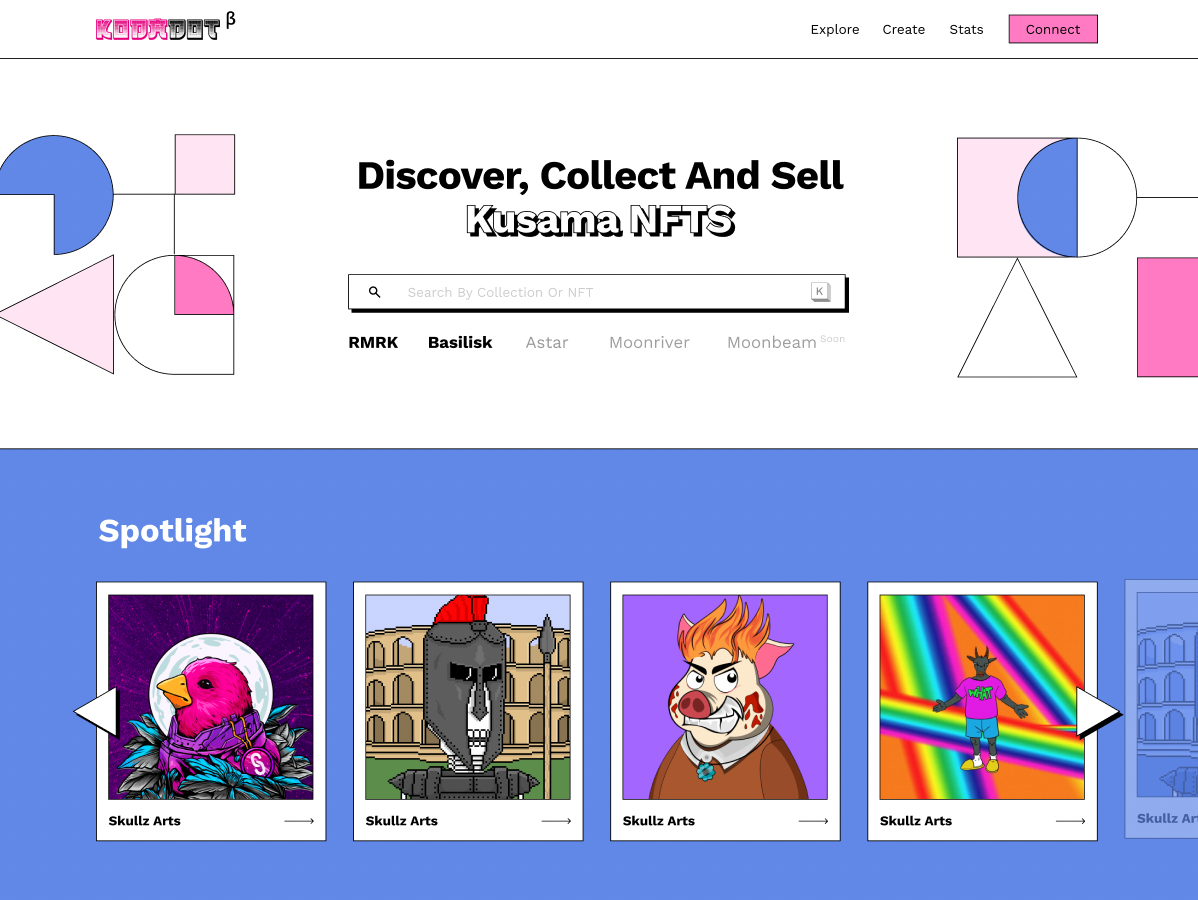 KODADOT β
Explore Create Stats Connect
Discover, Collect And Sell
Kusama NFTS
Search By Collection Or NFT K
RMRK Basilisk Astar Moonriver Moonbeam Soon
Spotlight
WHAT
Skullz Arts
Skullz Arts
Skullz Arts
Skullz Arts
Skullz Ar